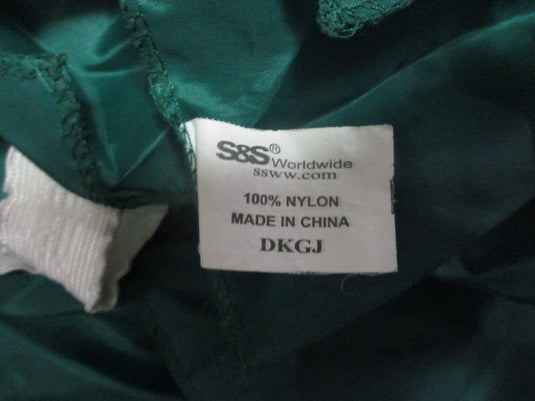 S&S® Worldwide
ssww.com
100% NYLON
MADE IN CHINA
DKGJ